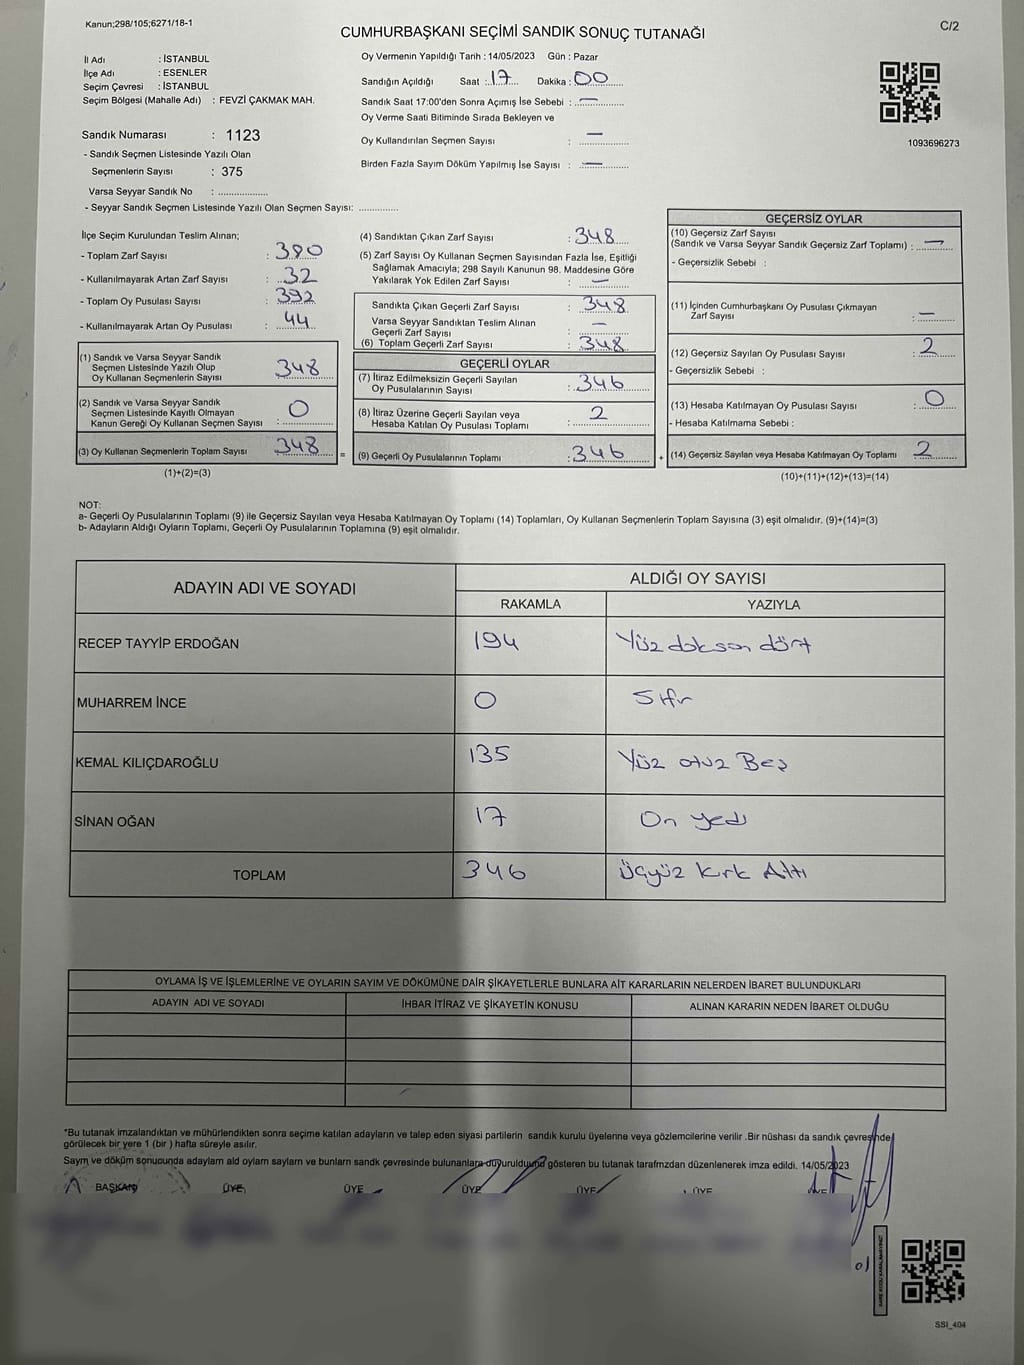 Kanun;298/105;6271/18-1
CUMHURBAŞKANI SEÇİMİ SANDIK SONUÇ TUTANAĞI
C/2
İl Adı : İSTANBUL
İlçe Adı : ESENLER
Seçim Çevresi : İSTANBUL
Seçim Bölgesi (Mahalle Adı) : FEVZİ ÇAKMAK MAH.
Oy Vermenin Yapıldığı Tarih : 14/05/2023 Gün : Pazar
Sandığın Açıldığı Saat : 17 Dakika : 00
Sandık Saat 17:00'den Sonra Açımış İse Sebebi : —
Oy Verme Saati Bitiminde Sırada Bekleyen ve
Oy Kullandırılan Seçmen Sayısı : —
Birden Fazla Sayım Döküm Yapılmış İse Sayısı : —
1093696273
Sandık Numarası : 1123
- Sandık Seçmen Listesinde Yazılı Olan
Seçmenlerin Sayısı : 375
Varsa Seyyar Sandık No : ....................
- Seyyar Sandık Seçmen Listesinde Yazılı Olan Seçmen Sayısı: ...............
İlçe Seçim Kurulundan Teslim Alınan;
- Toplam Zarf Sayısı : 380
- Kullanılmayarak Artan Zarf Sayısı : 32
- Toplam Oy Pusulası Sayısı : 392
- Kullanılmayarak Artan Oy Pusulası : 44
(1) Sandık ve Varsa Seyyar Sandık
Seçmen Listesinde Yazılı Olup
Oy Kullanan Seçmenlerin Sayısı : 348
(2) Sandık ve Varsa Seyyar Sandık
Seçmen Listesinde Kayıtlı Olmayan
Kanun Gereği Oy Kullanan Seçmen Sayısı : 0
(3) Oy Kullanan Seçmenlerin Toplam Sayısı 348
(1)+(2)=(3)
=
(4) Sandıktan Çıkan Zarf Sayısı : 348
(5) Zarf Sayısı Oy Kullanan Seçmen Sayısından Fazla İse, Eşitliği
Sağlamak Amacıyla; 298 Sayılı Kanunun 98. Maddesine Göre
Yakılarak Yok Edilen Zarf Sayısı : —
Sandıkta Çıkan Geçerli Zarf Sayısı : 348
Varsa Seyyar Sandıktan Teslim Alınan
Geçerli Zarf Sayısı : —
(6) Toplam Geçerli Zarf Sayısı : 348
GEÇERLİ OYLAR
(7) İtiraz Edilmeksizin Geçerli Sayılan
Oy Pusulalarının Sayısı : 346
(8) İtiraz Üzerine Geçerli Sayılan veya
Hesaba Katılan Oy Pusulası Toplamı : 2
(9) Geçerli Oy Pusulalarının Toplamı : 346
+
GEÇERSİZ OYLAR
(10) Geçersiz Zarf Sayısı
(Sandık ve Varsa Seyyar Sandık Geçersiz Zarf Toplamı) : —
- Geçersizlik Sebebi :
(11) İçinden Cumhurbaşkanı Oy Pusulası Çıkmayan
Zarf Sayısı : —
(12) Geçersiz Sayılan Oy Pusulası Sayısı : 2
- Geçersizlik Sebebi :
(13) Hesaba Katılmayan Oy Pusulası Sayısı : 0
- Hesaba Katılmama Sebebi :
(14) Geçersiz Sayılan veya Hesaba Katılmayan Oy Toplamı 2
(10)+(11)+(12)+(13)=(14)
NOT:
a- Geçerli Oy Pusulalarının Toplamı (9) ile Geçersiz Sayılan veya Hesaba Katılmayan Oy Toplamı (14) Toplamları, Oy Kullanan Seçmenlerin Toplam Sayısına (3) eşit olmalıdır. (9)+(14)=(3)
b- Adayların Aldığı Oyların Toplamı, Geçerli Oy Pusulalarının Toplamına (9) eşit olmalıdır.
ADAYIN ADI VE SOYADI ALDIĞI OY SAYISI
RAKAMLA YAZIYLA
RECEP TAYYİP ERDOĞAN 194 Yüz doksan dört
MUHARREM İNCE 0 Sıfır
KEMAL KILIÇDAROĞLU 135 Yüz otuz Beş
SİNAN OĞAN 17 On yedi
TOPLAM 346 Üçyüz kırk Altı
OYLAMA İŞ VE İŞLEMLERİNE VE OYLARIN SAYIM VE DÖKÜMÜNE DAİR ŞİKAYETLERLE BUNLARA AİT KARARLARIN NELERDEN İBARET BULUNDUKLARI
ADAYIN ADI VE SOYADI İHBAR İTİRAZ VE ŞİKAYETİN KONUSU ALINAN KARARIN NEDEN İBARET OLDUĞU
*Bu tutanak imzalandıktan ve mühürlendikten sonra seçime katılan adayların ve talep eden siyasi partilerin sandık kurulu üyelerine veya gözlemcilerine verilir .Bir nüshası da sandık çevresinde
görülecek bir yere 1 (bir ) hafta süreyle asılır.
Sayım ve döküm sonucunda adaylam ald oylam saylam ve bunlarn sandk çevresinde bulunanlara duyurulduunu gösteren bu tutanak tarafmzdan düzenlenerek imza edildi. 14/05/2023
BAŞKAN ÜYE ÜYE ÜYE ÜYE ÜYE ÜYE
SSI_404